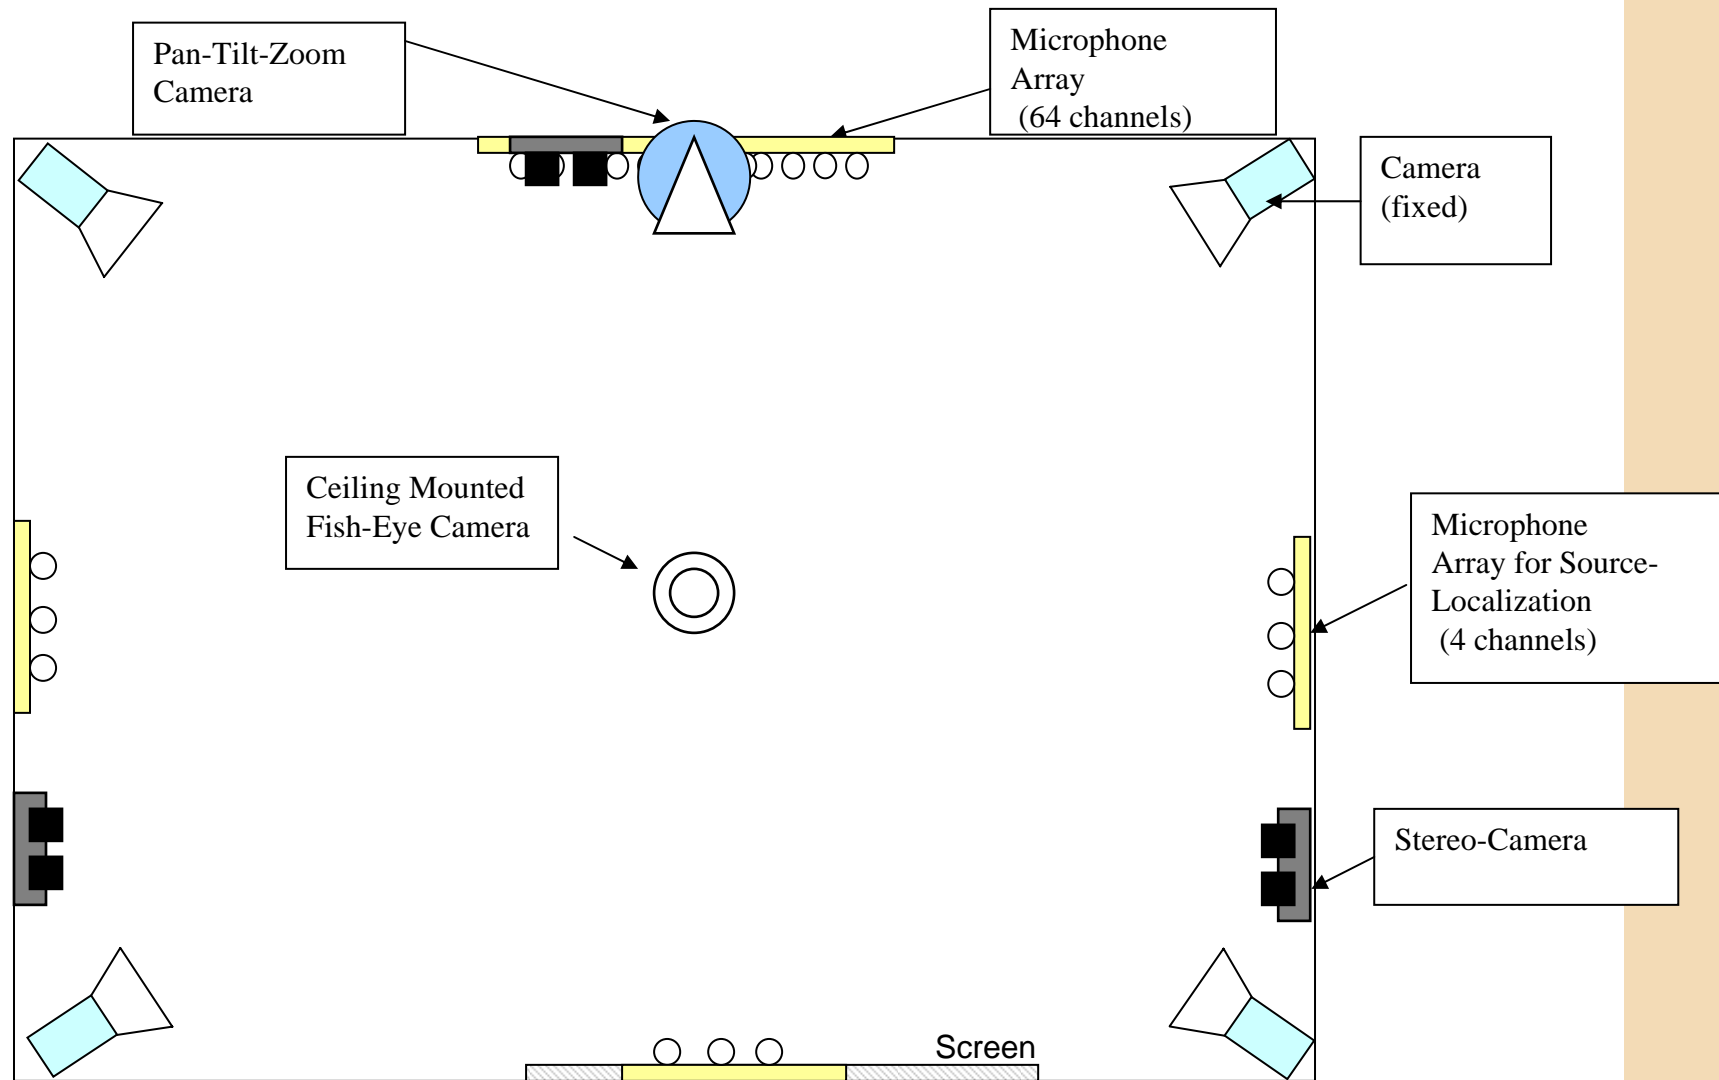 Pan-Tilt-Zoom
Camera
Microphone
Array
(64 channels)
Camera
(fixed)
Ceiling Mounted
Fish-Eye Camera
Microphone
Array for Source-
Localization
(4 channels)
Stereo-Camera
Screen